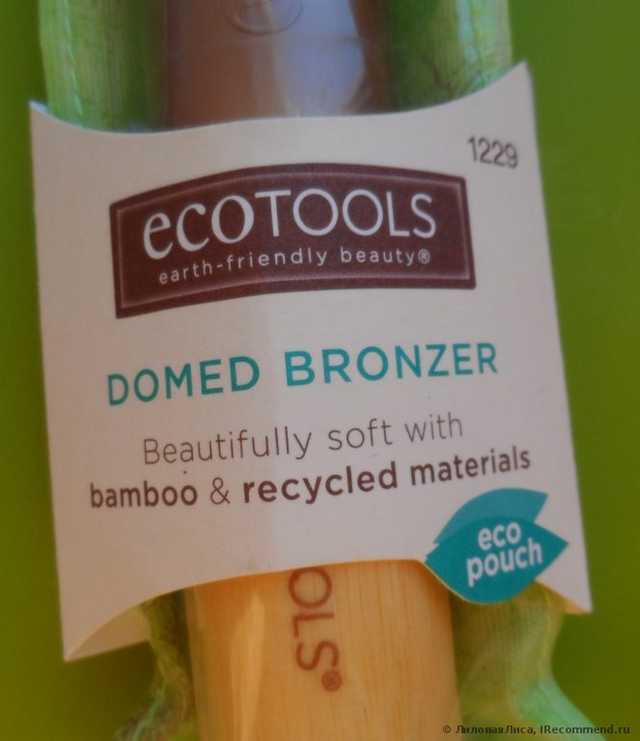 1229
ecoTOOLS
earth-friendly beauty®
DOMED BRONZER
Beautifully soft with
bamboo & recycled materials
eco
pouch
OLS®
© ЛиловаяЛиса, IRecommend.ru